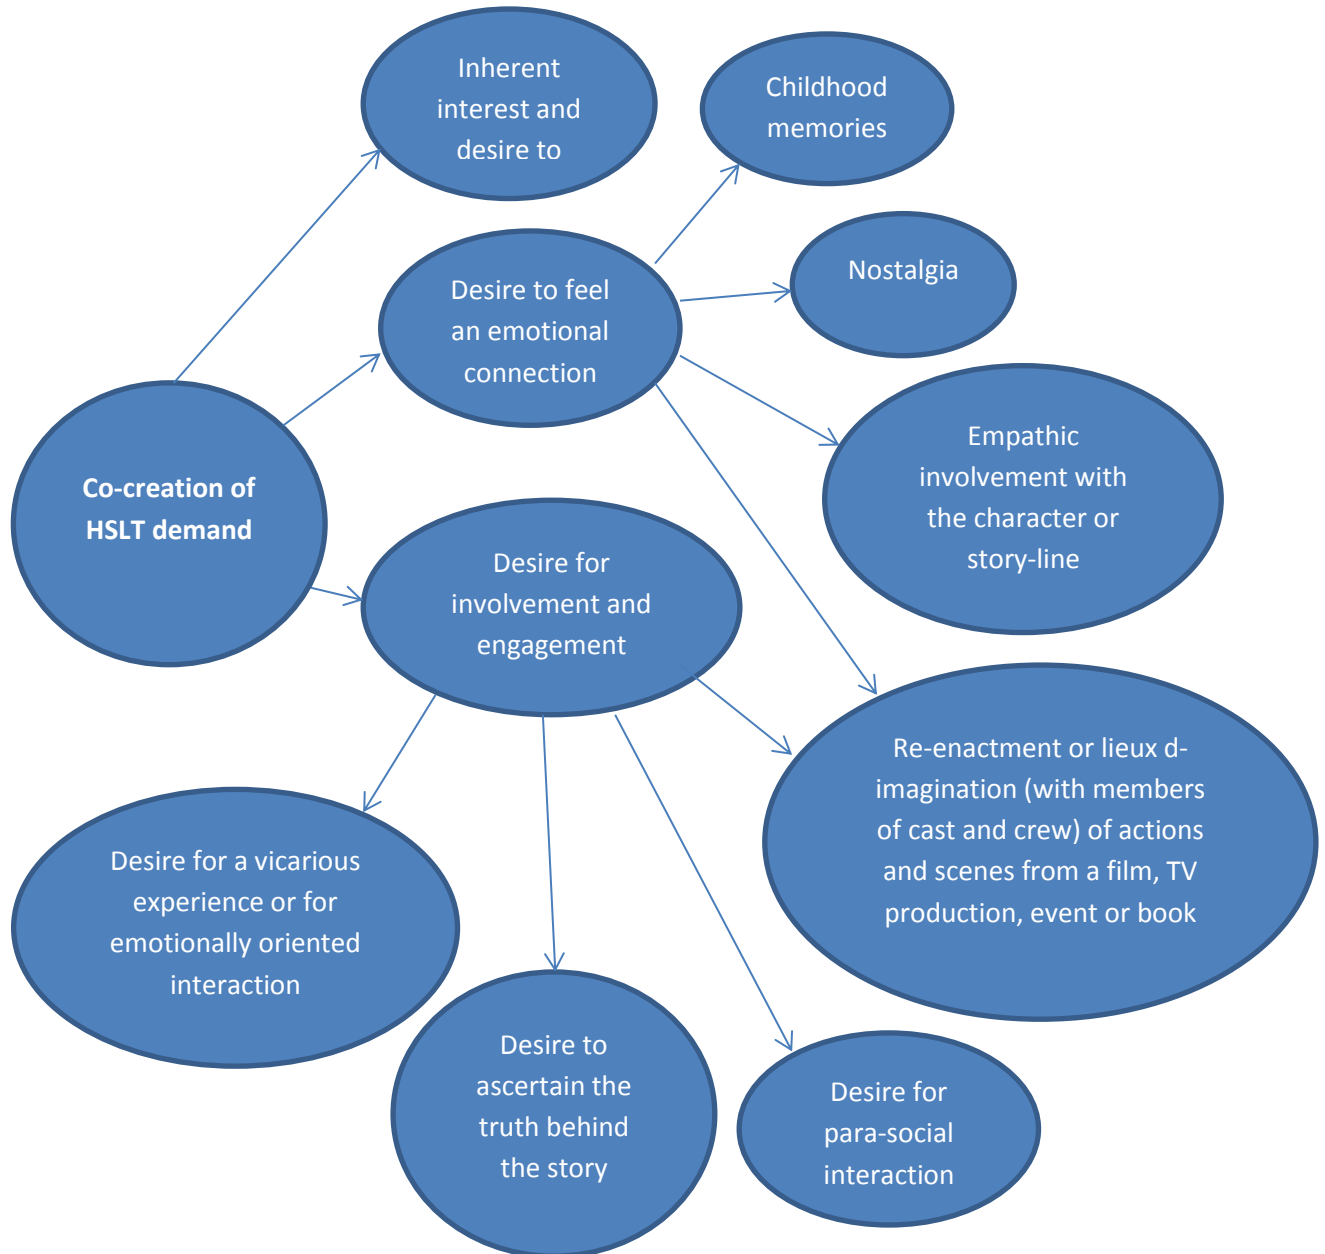 Inherent
interest and
desire to
Childhood
memories
Nostalgia
Desire to feel
an emotional
connection
Empathic
involvement with
the character or
story-line
Co-creation of
HSLT demand
Desire for
involvement and
engagement
Re-enactment or lieux d-
imagination (with members
of cast and crew) of actions
and scenes from a film, TV
production, event or book
Desire for a vicarious
experience or for
emotionally oriented
interaction
Desire to
ascertain the
truth behind
the story
Desire for
para-social
interaction